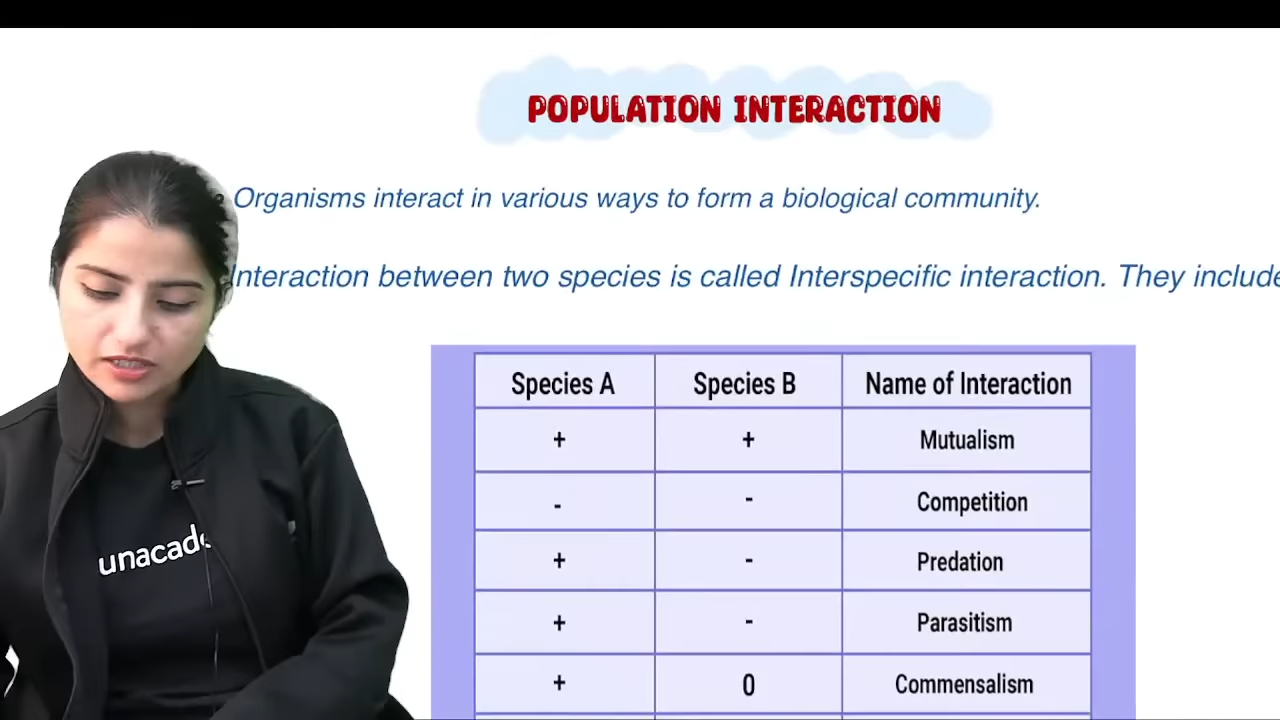 POPULATION INTERACTION
Organisms interact in various ways to form a biological community.
Interaction between two species is called Interspecific interaction. They include
Species A Species B Name of Interaction
+ + Mutualism
- - Competition
+ - Predation
+ - Parasitism
+ 0 Commensalism
unacade